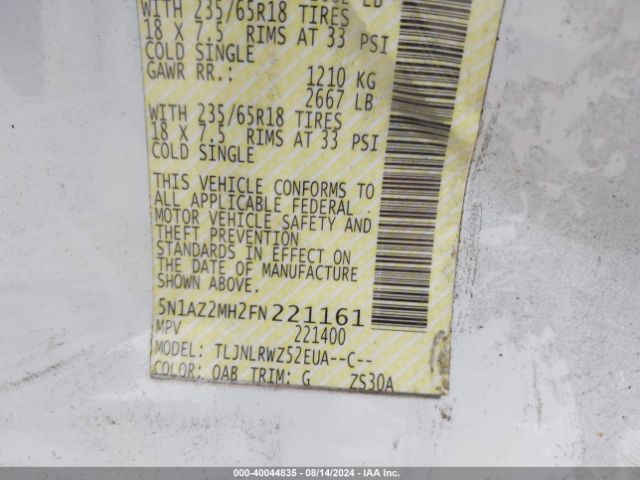 WITH 235/65R18 TIRES
18 X 7.5 RIMS AT 33 PSI
COLD SINGLE
GAWR RR.: 1210 KG
2667 LB
WITH 235/65R18 TIRES
18 X 7.5 RIMS AT 33 PSI
COLD SINGLE
THIS VEHICLE CONFORMS TO
ALL APPLICABLE FEDERAL
MOTOR VEHICLE SAFETY AND
THEFT PREVENTION
STANDARDS IN EFFECT ON
THE DATE OF MANUFACTURE
SHOWN ABOVE.
5N1AZ2MH2FN221161
MPV 221400
MODEL: TLJNLRWZ52EUA--C--
COLOR: QAB TRIM: G ZS30A
000-40044835 - 08/14/2024 - IAA Inc.